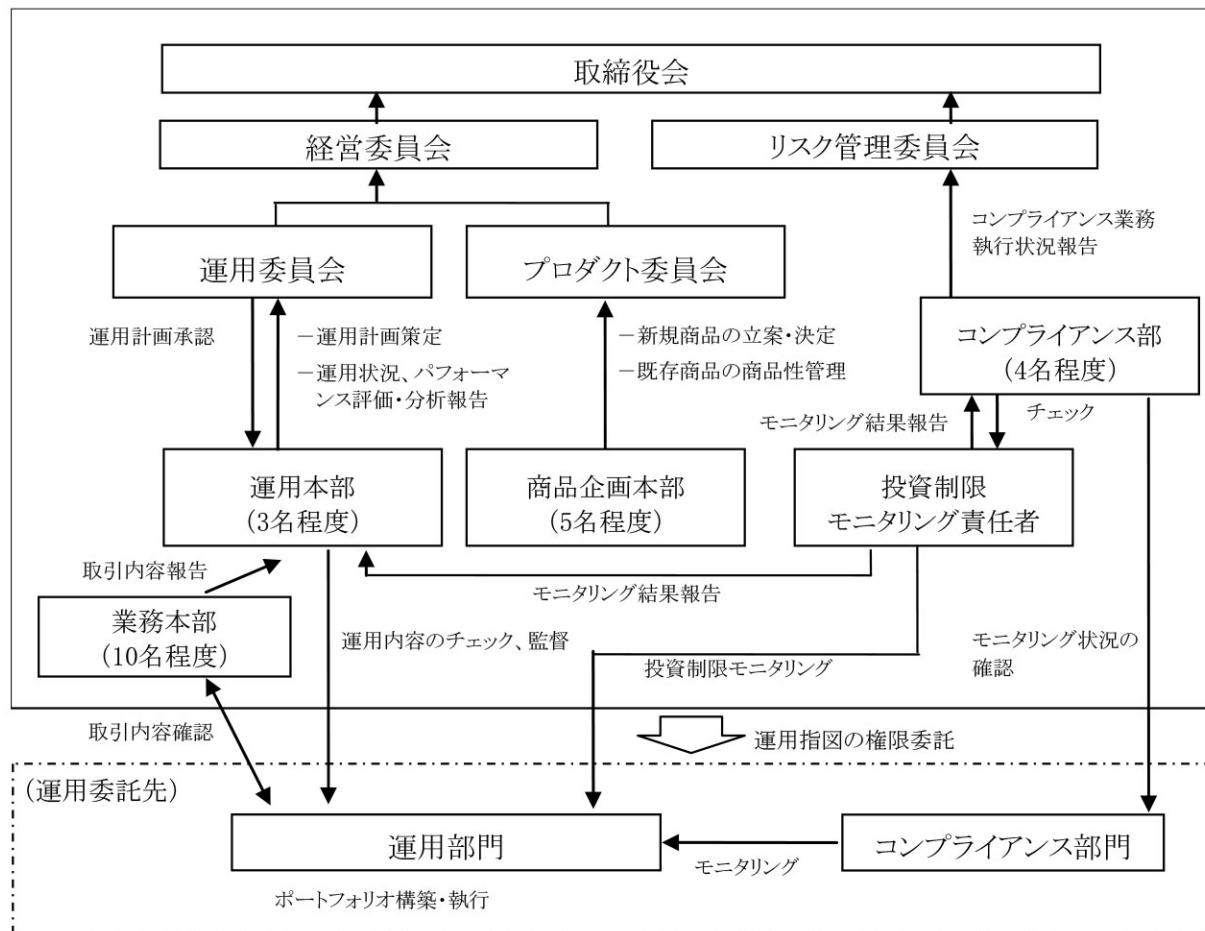 取締役会
経営委員会
リスク管理委員会
コンプライアンス業務
執行状況報告
運用委員会
プロダクト委員会
運用計画承認
－運用計画策定
－運用状況、パフォーマ
ンス評価・分析報告
－新規商品の立案・決定
－既存商品の商品性管理
コンプライアンス部
(4名程度)
モニタリング結果報告
チェック
運用本部
(3名程度)
商品企画本部
(5名程度)
投資制限
モニタリング責任者
取引内容報告
モニタリング結果報告
業務本部
(10名程度)
運用内容のチェック、監督
投資制限モニタリング
モニタリング状況の
確認
取引内容確認
運用指図の権限委託
(運用委託先)
運用部門
モニタリング
コンプライアンス部門
ポートフォリオ構築・執行